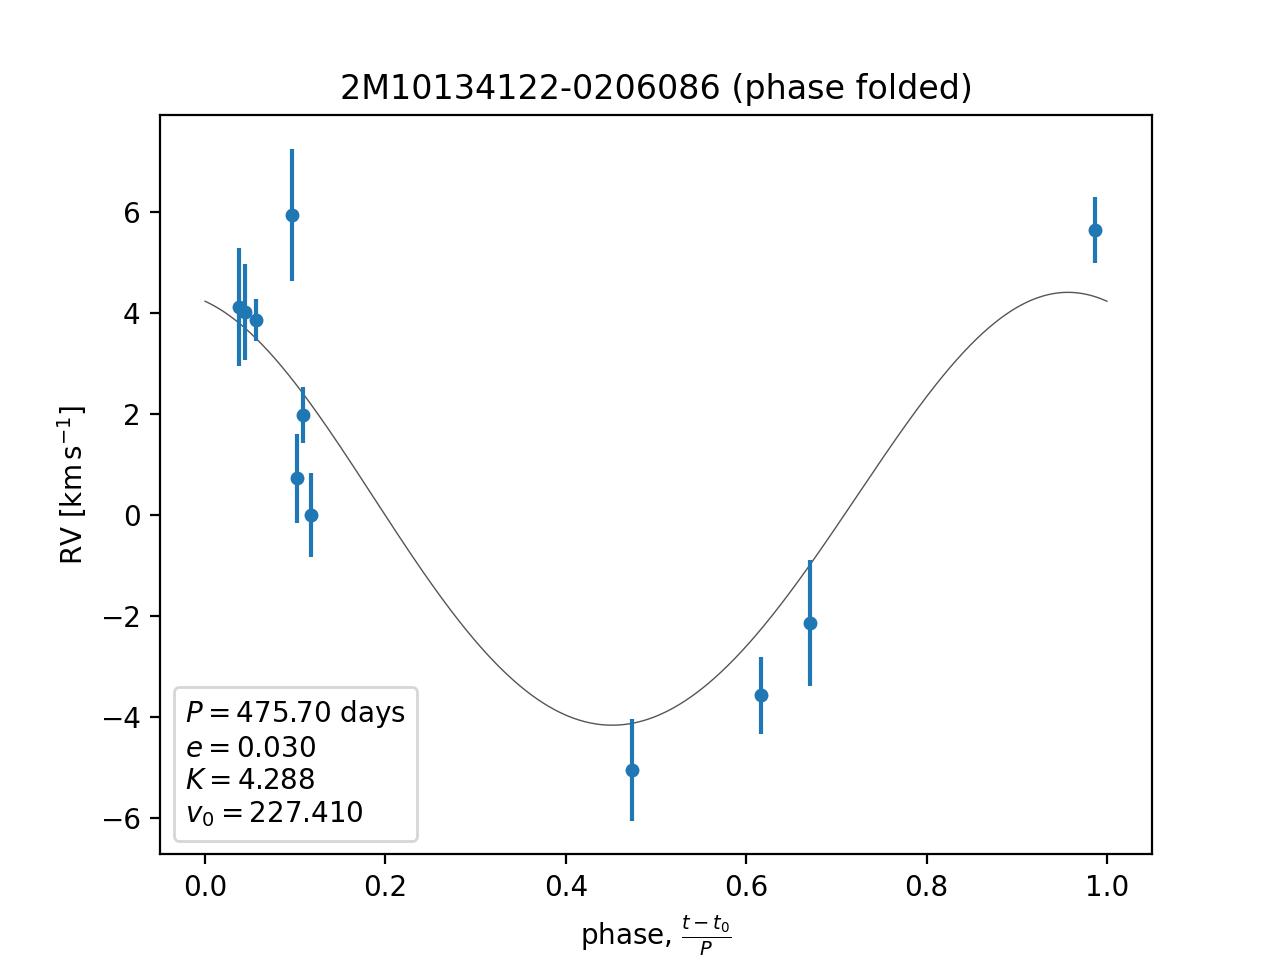 2M10134122-0206086 (phase folded)
RV [km s⁻¹]
6
4
2
0
−2
−4
−6
P = 475.70 days
e = 0.030
K = 4.288
v₀ = 227.410
0.0 0.2 0.4 0.6 0.8 1.0
phase, (t − t₀)/P